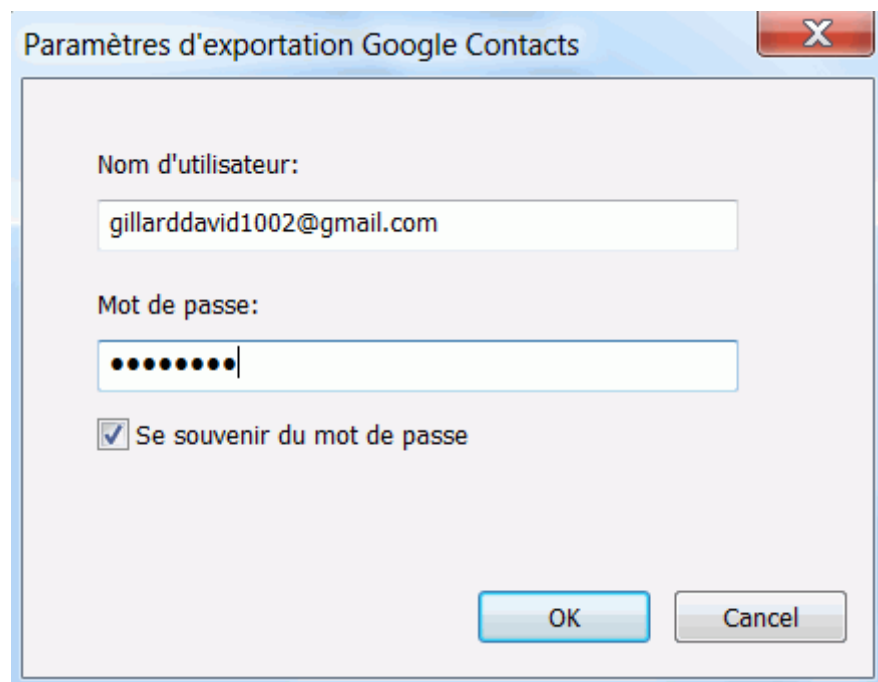 Paramètres d'exportation Google Contacts
Nom d'utilisateur:
gillarddavid1002@gmail.com
Mot de passe:
●●●●●●●●
Se souvenir du mot de passe
OK
Cancel